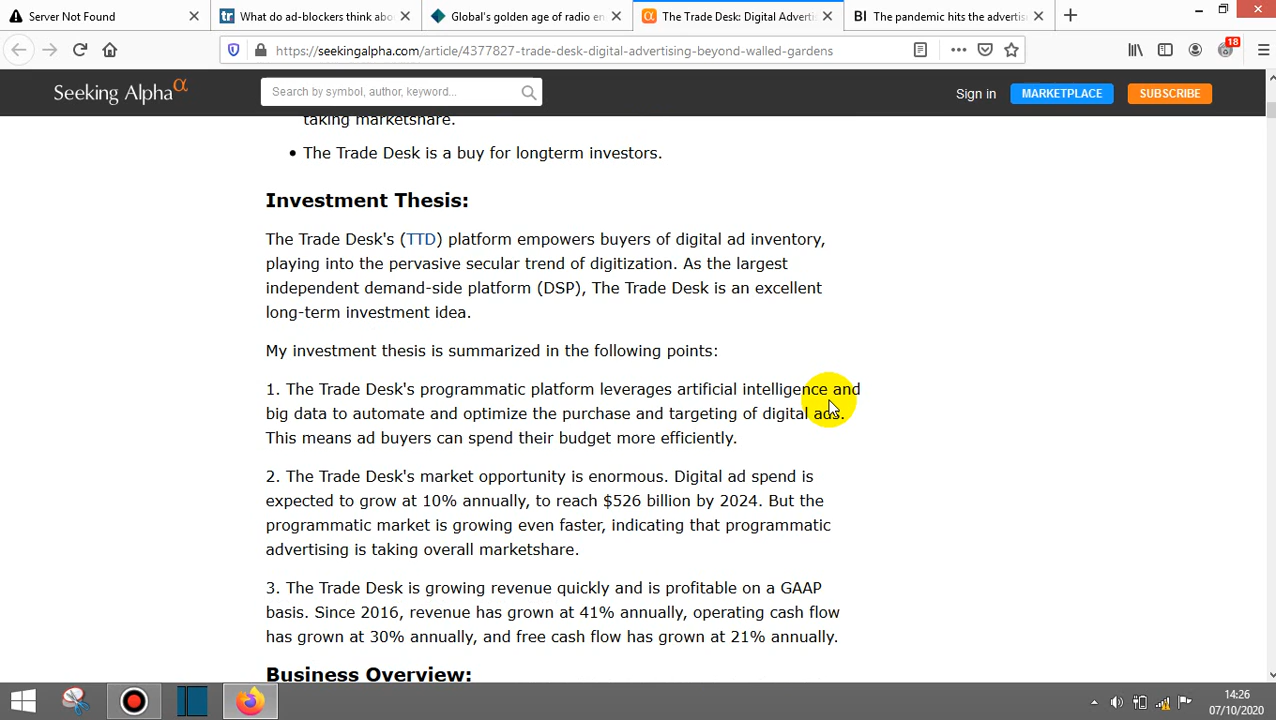 Server Not Found
What do ad-blockers think abo
Global's golden age of radio en
The Trade Desk: Digital Adverti
BI The pandemic hits the advertis
https://seekingalpha.com/article/4377827-trade-desk-digital-advertising-beyond-walled-gardens
18
Seeking Alpha α
Search by symbol, author, keyword...
Sign in
MARKETPLACE
SUBSCRIBE
taking marketshare.
• The Trade Desk is a buy for longterm investors.
Investment Thesis:
The Trade Desk's (TTD) platform empowers buyers of digital ad inventory,
playing into the pervasive secular trend of digitization. As the largest
independent demand-side platform (DSP), The Trade Desk is an excellent
long-term investment idea.
My investment thesis is summarized in the following points:
1. The Trade Desk's programmatic platform leverages artificial intelligence and
big data to automate and optimize the purchase and targeting of digital ads.
This means ad buyers can spend their budget more efficiently.
2. The Trade Desk's market opportunity is enormous. Digital ad spend is
expected to grow at 10% annually, to reach $526 billion by 2024. But the
programmatic market is growing even faster, indicating that programmatic
advertising is taking overall marketshare.
3. The Trade Desk is growing revenue quickly and is profitable on a GAAP
basis. Since 2016, revenue has grown at 41% annually, operating cash flow
has grown at 30% annually, and free cash flow has grown at 21% annually.
Business Overview:
14:26
07/10/2020